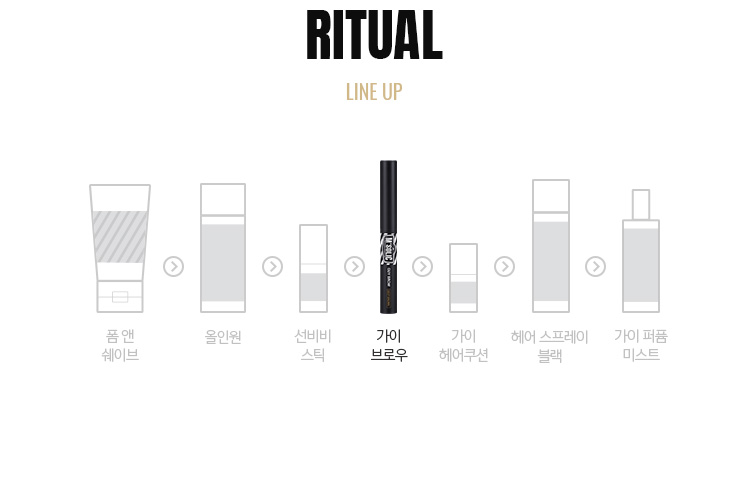 RITUAL
LINE UP
폼 앤
쉐이브
올인원
선비비
스틱
가이
브로우
가이
헤어쿠션
헤어 스프레이
블랙
가이 퍼퓸
미스트